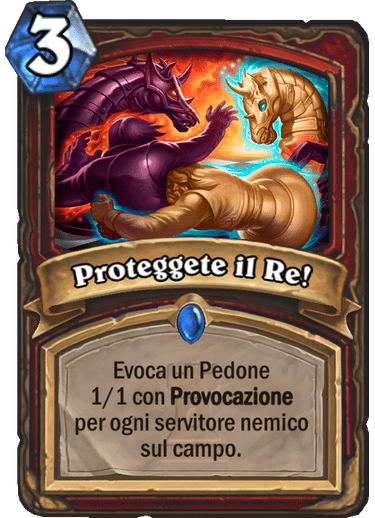 3
Proteggete il Re!
Evoca un Pedone
1/1 con Provocazione
per ogni servitore nemico
sul campo.